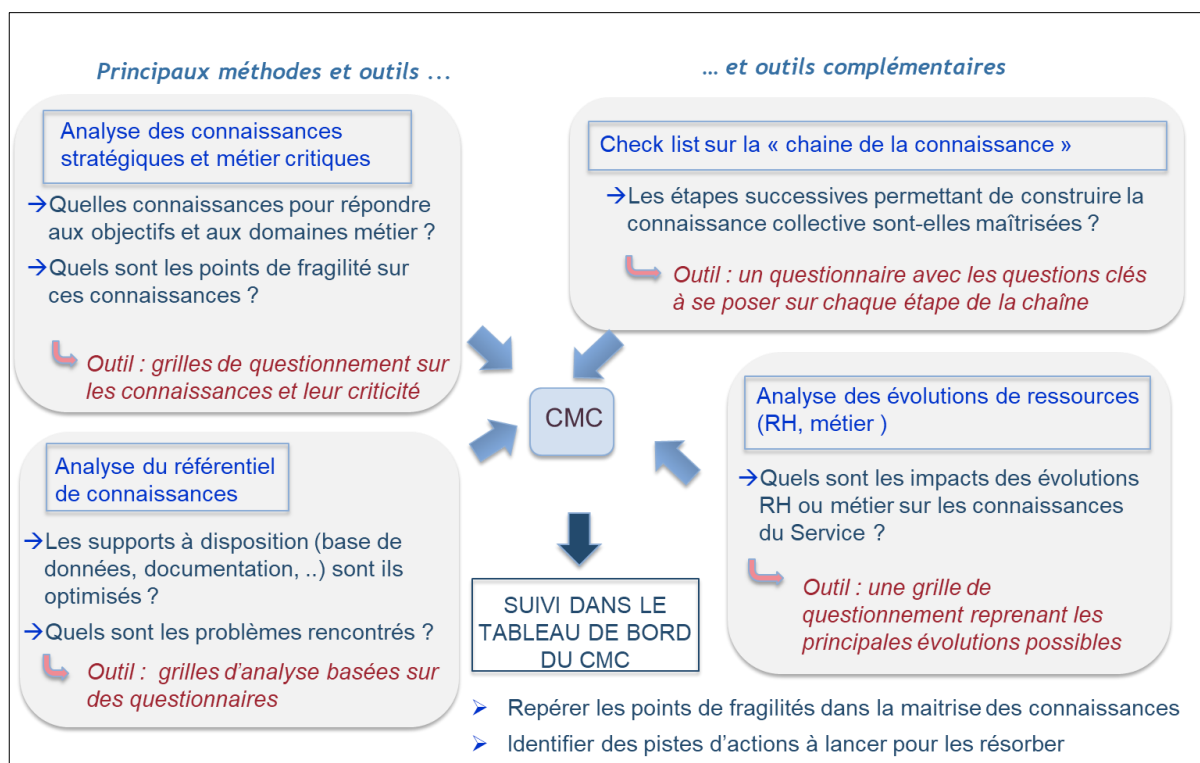 Principaux méthodes et outils ...
... et outils complémentaires
Analyse des connaissances
stratégiques et métier critiques
→Quelles connaissances pour répondre
aux objectifs et aux domaines métier ?
→Quels sont les points de fragilité sur
ces connaissances ?
Outil : grilles de questionnement sur
les connaissances et leur criticité
Check list sur la « chaine de la connaissance »
→Les étapes successives permettant de construire la
connaissance collective sont-elles maîtrisées ?
Outil : un questionnaire avec les questions clés
à se poser sur chaque étape de la chaîne
CMC
Analyse du référentiel
de connaissances
→Les supports à disposition (base de
données, documentation, ..) sont ils
optimisés ?
→Quels sont les problèmes rencontrés ?
Outil : grilles d'analyse basées sur
des questionnaires
Analyse des évolutions de ressources
(RH, métier )
→Quels sont les impacts des évolutions
RH ou métier sur les connaissances
du Service ?
Outil : une grille de
questionnement reprenant les
principales évolutions possibles
SUIVI DANS LE
TABLEAU DE BORD
DU CMC
➢ Repérer les points de fragilités dans la maitrise des connaissances
➢ Identifier des pistes d'actions à lancer pour les résorber